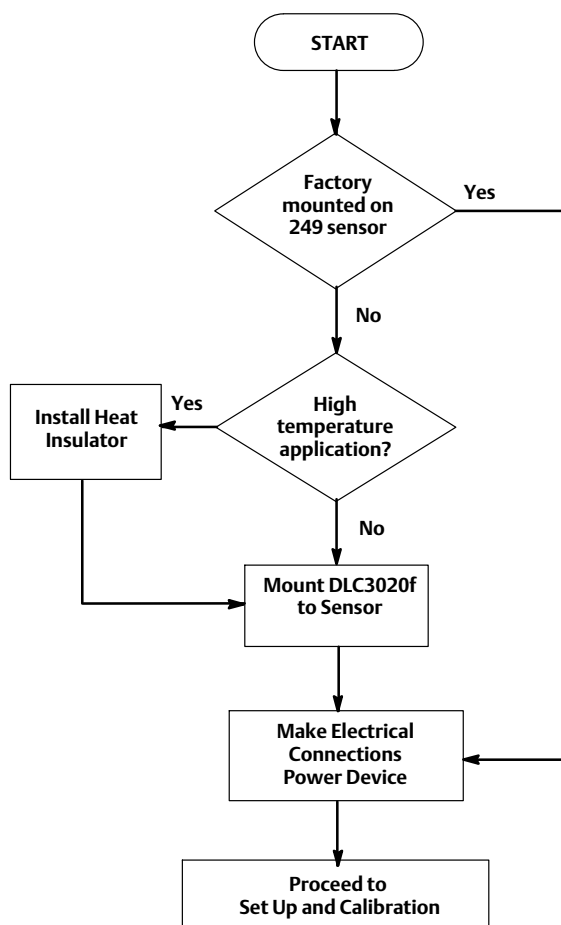 START
Factory
mounted on
249 sensor
Yes
No
High
temperature
application?
Yes
Install Heat
Insulator
No
Mount DLC3020f
to Sensor
Make Electrical
Connections
Power Device
Proceed to
Set Up and Calibration